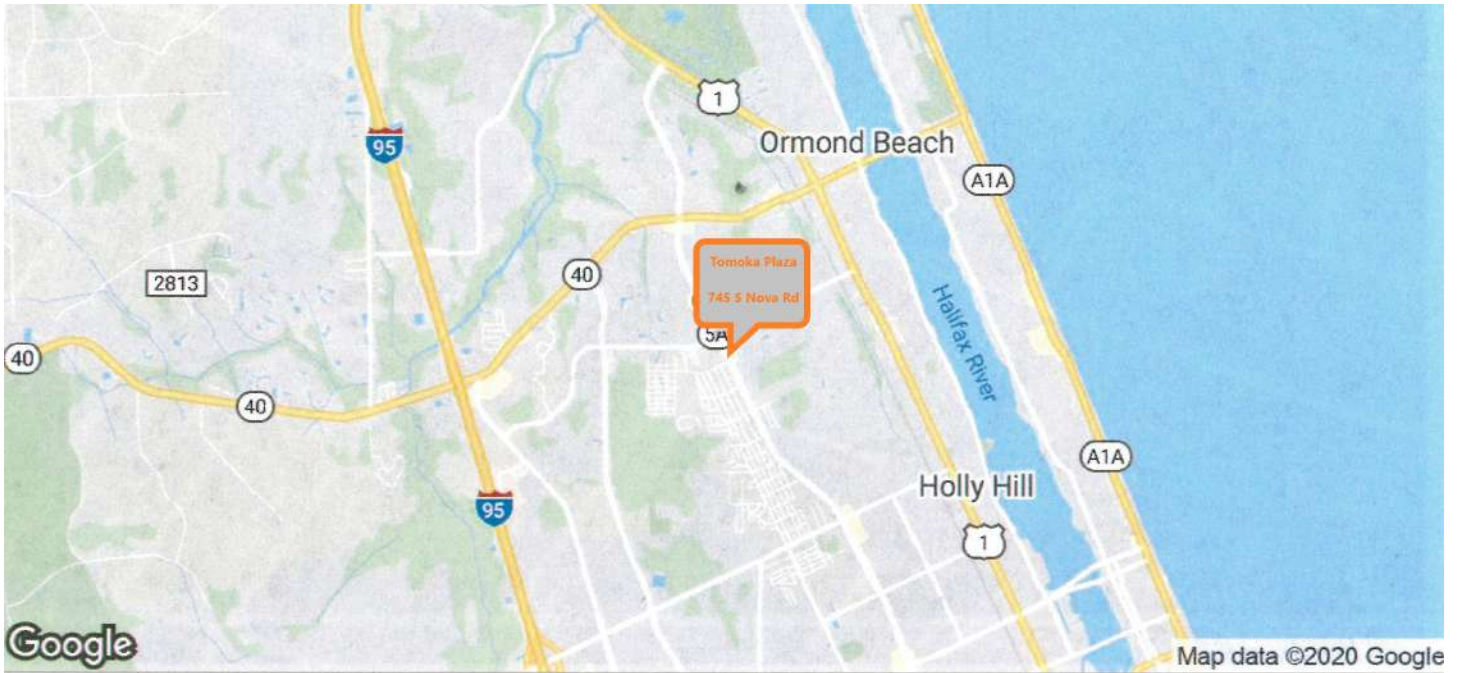 1
Ormond Beach
95
A1A
Tomoka Plaza
745 S Nova Rd
40
2813
5A
Halifax River
40
40
A1A
Holly Hill
95
1
Google
Map data ©2020 Google